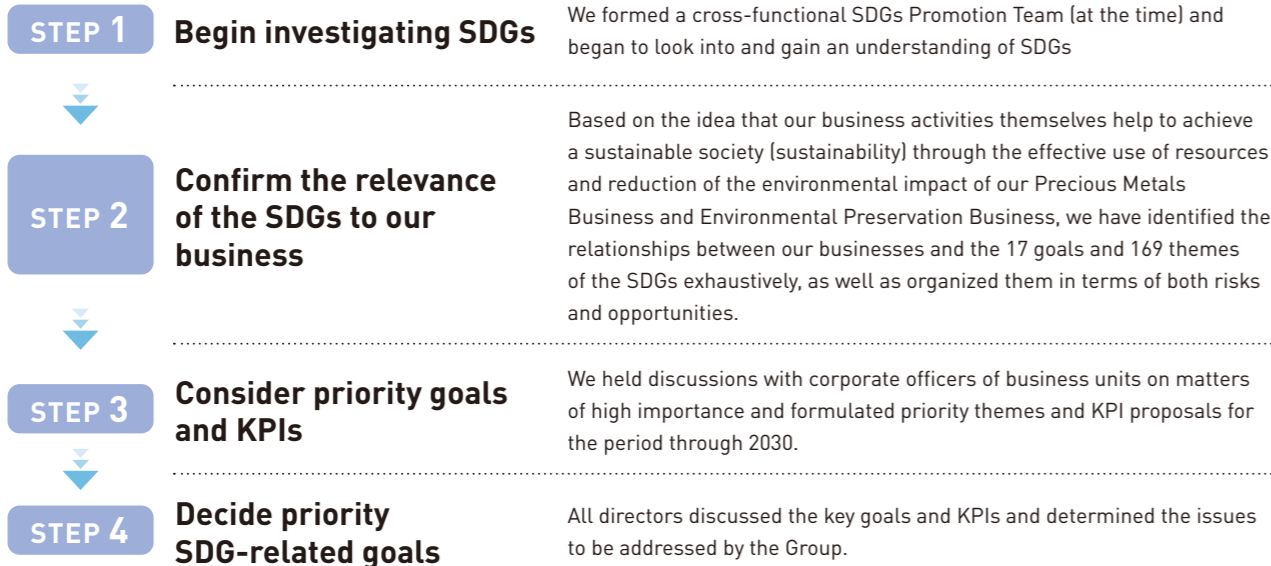 STEP 1
Begin investigating SDGs
We formed a cross-functional SDGs Promotion Team (at the time) and
began to look into and gain an understanding of SDGs
STEP 2
Confirm the relevance
of the SDGs to our
business
Based on the idea that our business activities themselves help to achieve
a sustainable society (sustainability) through the effective use of resources
and reduction of the environmental impact of our Precious Metals
Business and Environmental Preservation Business, we have identified the
relationships between our businesses and the 17 goals and 169 themes
of the SDGs exhaustively, as well as organized them in terms of both risks
and opportunities.
STEP 3
Consider priority goals
and KPIs
We held discussions with corporate officers of business units on matters
of high importance and formulated priority themes and KPI proposals for
the period through 2030.
STEP 4
Decide priority
SDG-related goals
All directors discussed the key goals and KPIs and determined the issues
to be addressed by the Group.